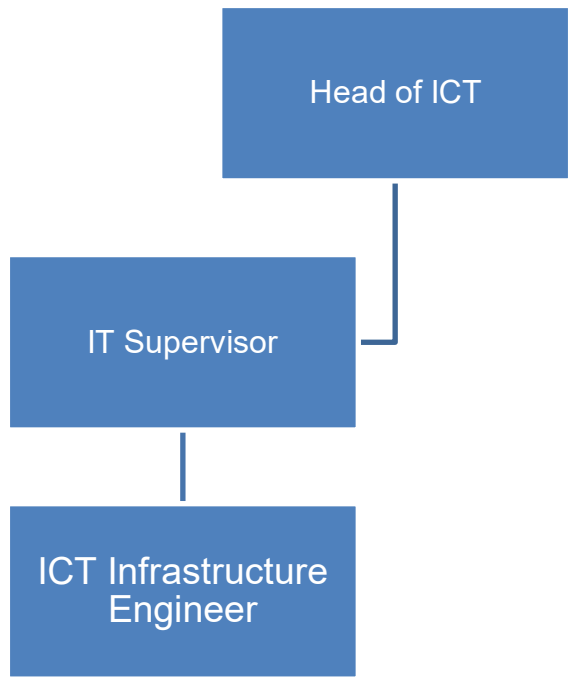 Head of ICT
IT Supervisor
ICT Infrastructure
Engineer